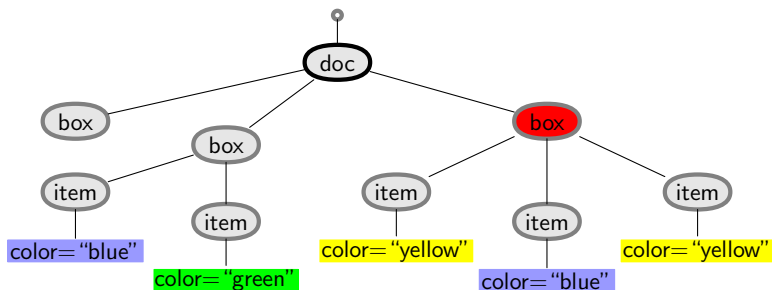 doc
box
box
box
item
item
item
item
item
color=“blue”
color=“green”
color=“yellow”
color=“blue”
color=“yellow”